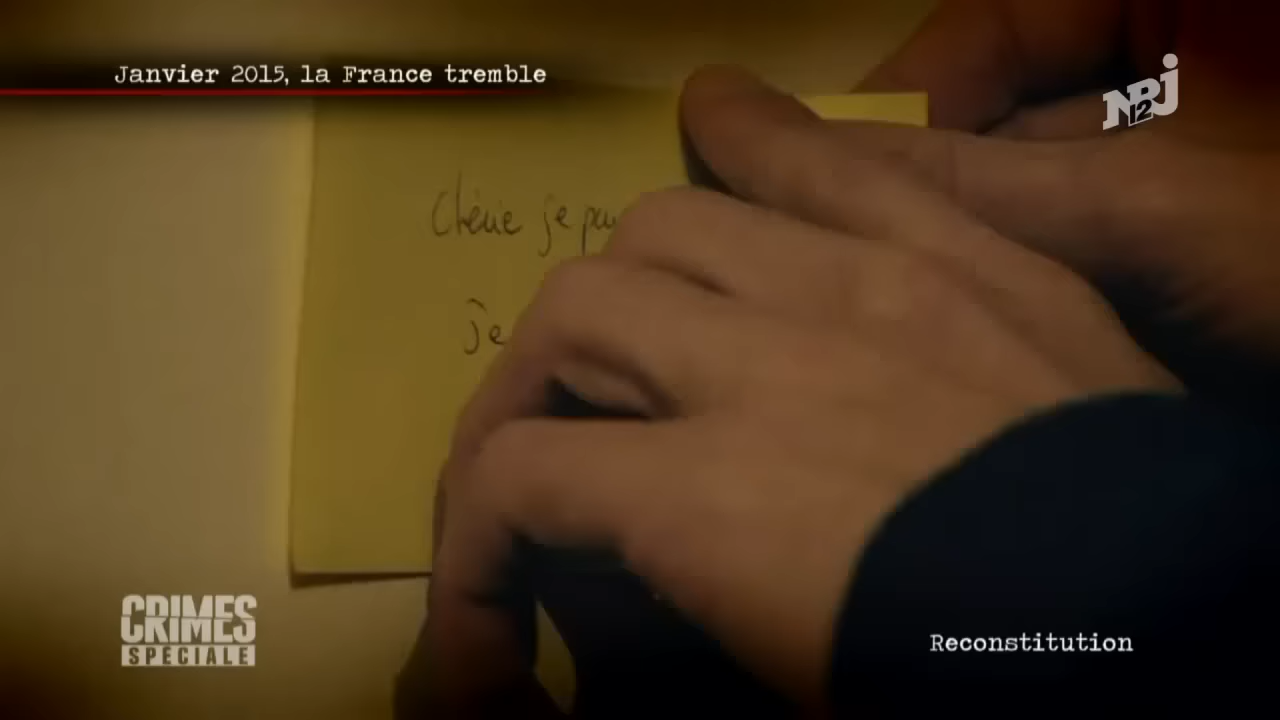 Janvier 2015, la France tremble
NRJ
12
Chérie je
je
CRIMES
SPÉCIALE
Reconstitution